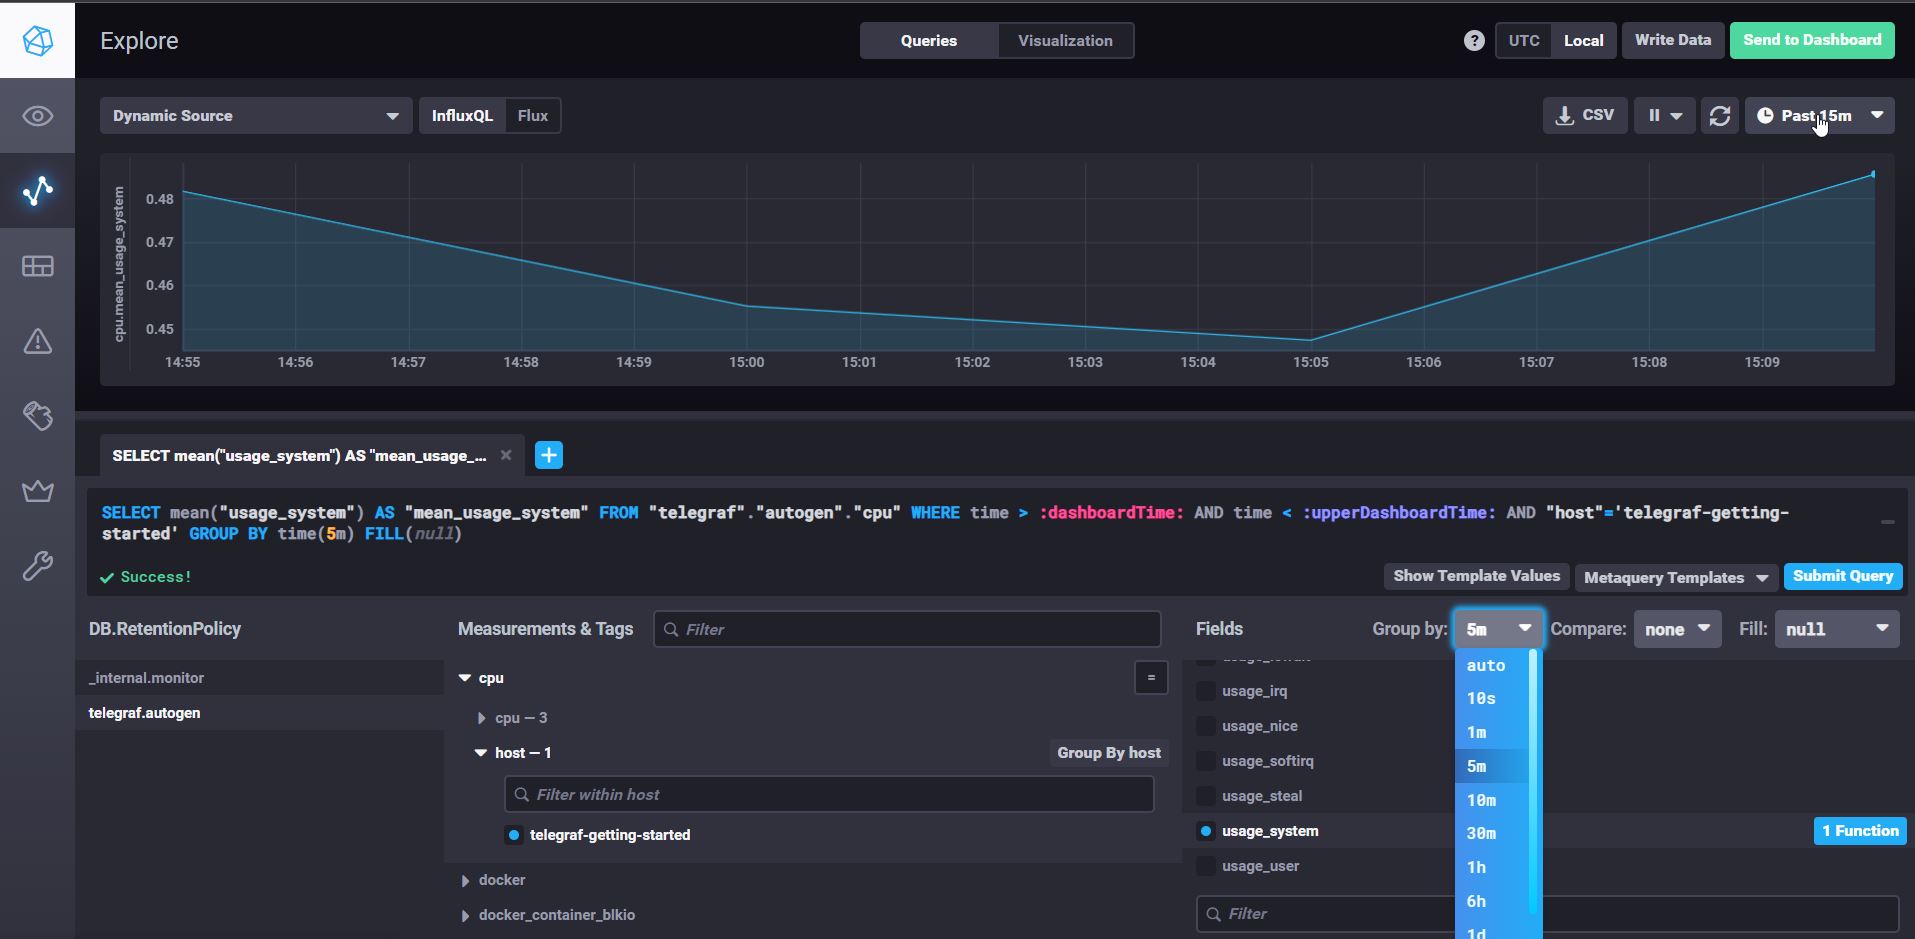 Explore
Queries
Visualization
?
UTC
Local
Write Data
Send to Dashboard
Dynamic Source
InfluxQL
Flux
CSV
Past 15m
cpu.mean_usage_system
0.48
0.47
0.46
0.45
14:55
14:56
14:57
14:58
14:59
15:00
15:01
15:02
15:03
15:04
15:05
15:06
15:07
15:08
15:09
SELECT mean("usage_system") AS "mean_usage_...
SELECT mean("usage_system") AS "mean_usage_system" FROM "telegraf"."autogen"."cpu" WHERE time > :dashboardTime: AND time < :upperDashboardTime: AND "host"='telegraf-getting-
started' GROUP BY time(5m) FILL(null)
Success!
Show Template Values
Metaquery Templates
Submit Query
DB.RetentionPolicy
_internal.monitor
telegraf.autogen
Measurements & Tags
Filter
cpu
=
cpu — 3
host — 1
Group By host
Filter within host
telegraf-getting-started
docker
docker_container_blkio
Fields
Group by:
5m
Compare:
none
Fill:
null
usage_irq
usage_nice
usage_softirq
usage_steal
usage_system
1 Function
usage_user
Filter
auto
10s
1m
5m
10m
30m
1h
6h
1d